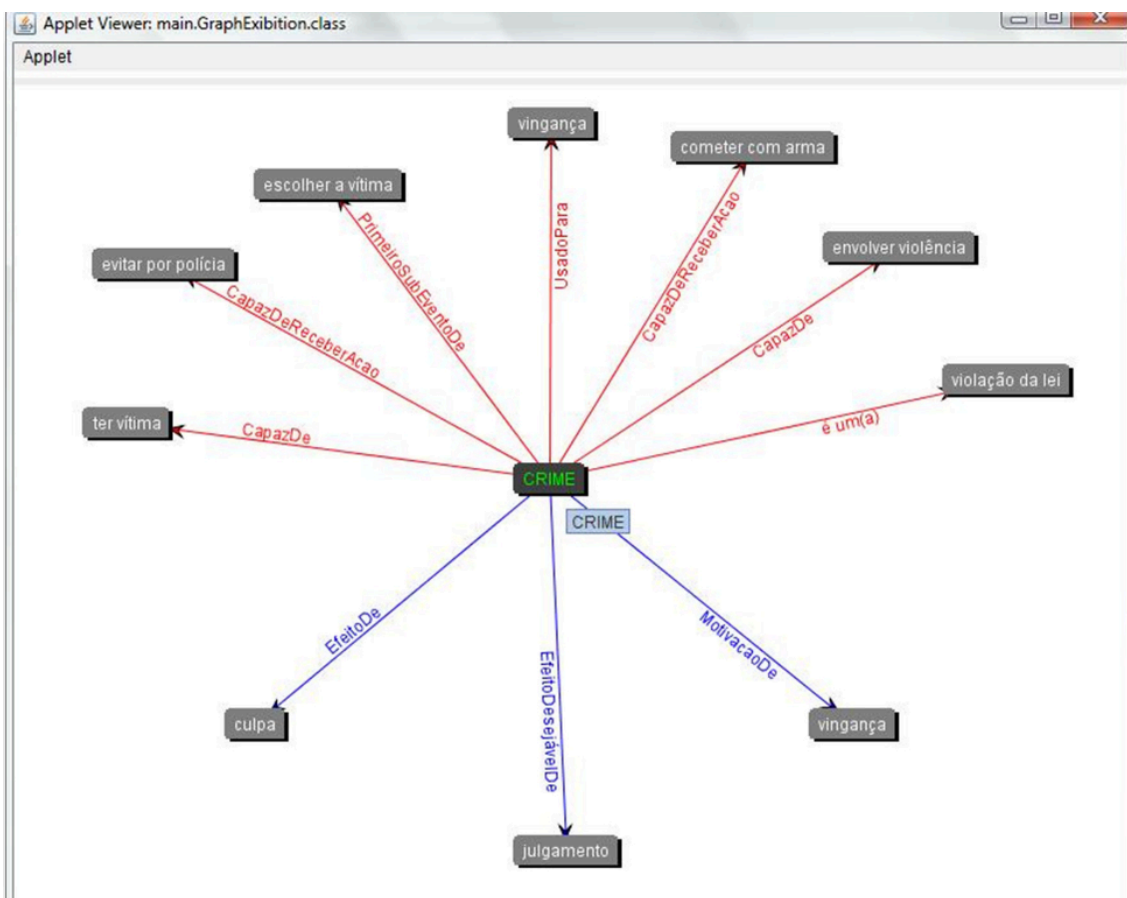 Applet Viewer: main.GraphExibition.class
Applet
vingança
cometer com arma
escolher a vítima
envolver violência
evitar por polícia
PrimeiroSubEventoDe
UsadoPara
CapazDeReceberAcao
CapazDeReceberAcao
CapazDe
violação da lei
ter vítima
CapazDe
é um(a)
CRIME
CRIME
EfeitoDe
EfeitoDesejávelDe
MotivacaoDe
culpa
vingança
julgamento